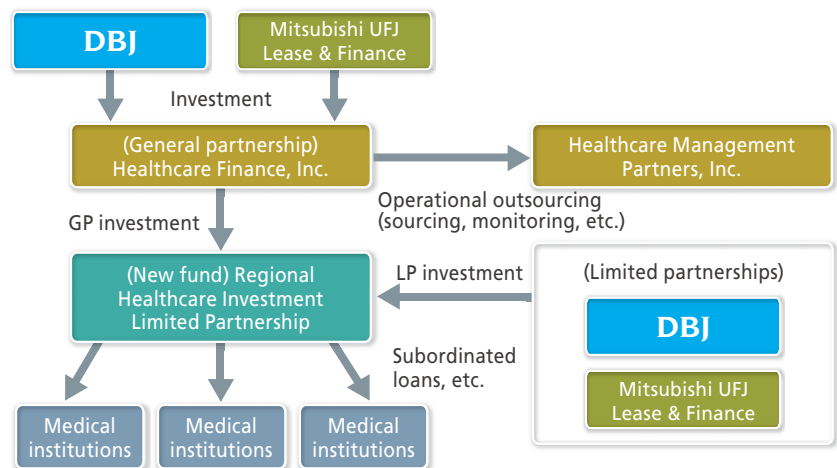 DBJ
Mitsubishi UFJ
Lease & Finance
Investment
(General partnership)
Healthcare Finance, Inc.
Healthcare Management
Partners, Inc.
Operational outsourcing
(sourcing, monitoring, etc.)
GP investment
(New fund) Regional
Healthcare Investment
Limited Partnership
LP investment
(Limited partnerships)
DBJ
Mitsubishi UFJ
Lease & Finance
Subordinated
loans, etc.
Medical
institutions
Medical
institutions
Medical
institutions